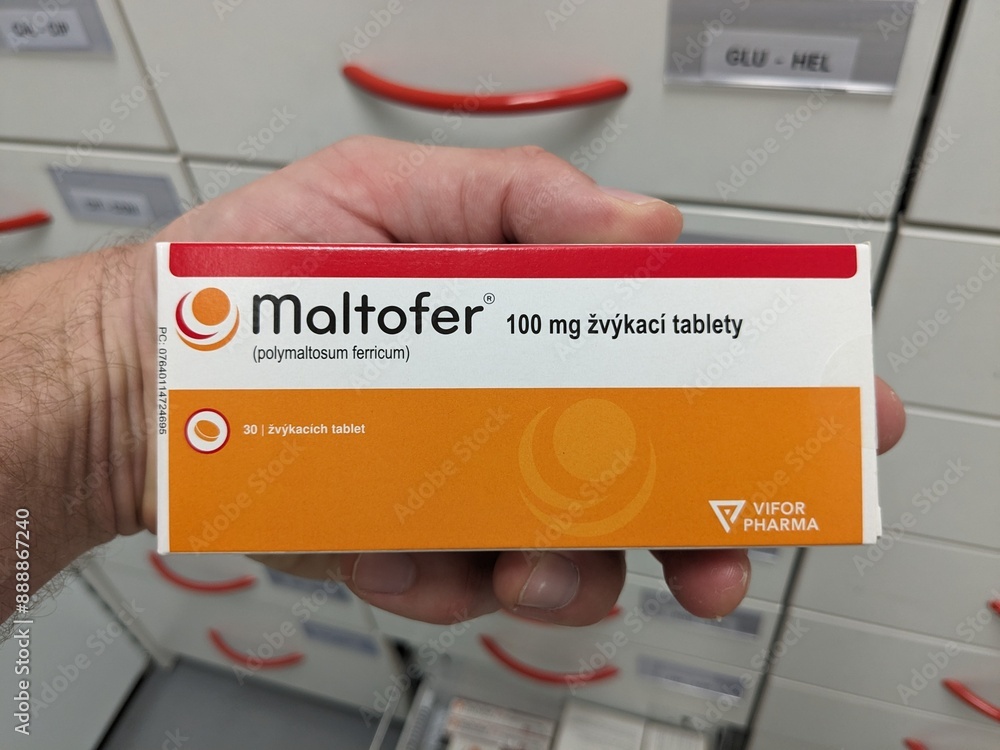 GLU - HEL
Maltofer®
100 mg žvýkací tablety
(polymaltosum ferricum)
PC: 07640114724695
30 | žvýkacích tablet
VIFOR
PHARMA
Adobe Stock
Adobe Stock | #888867240